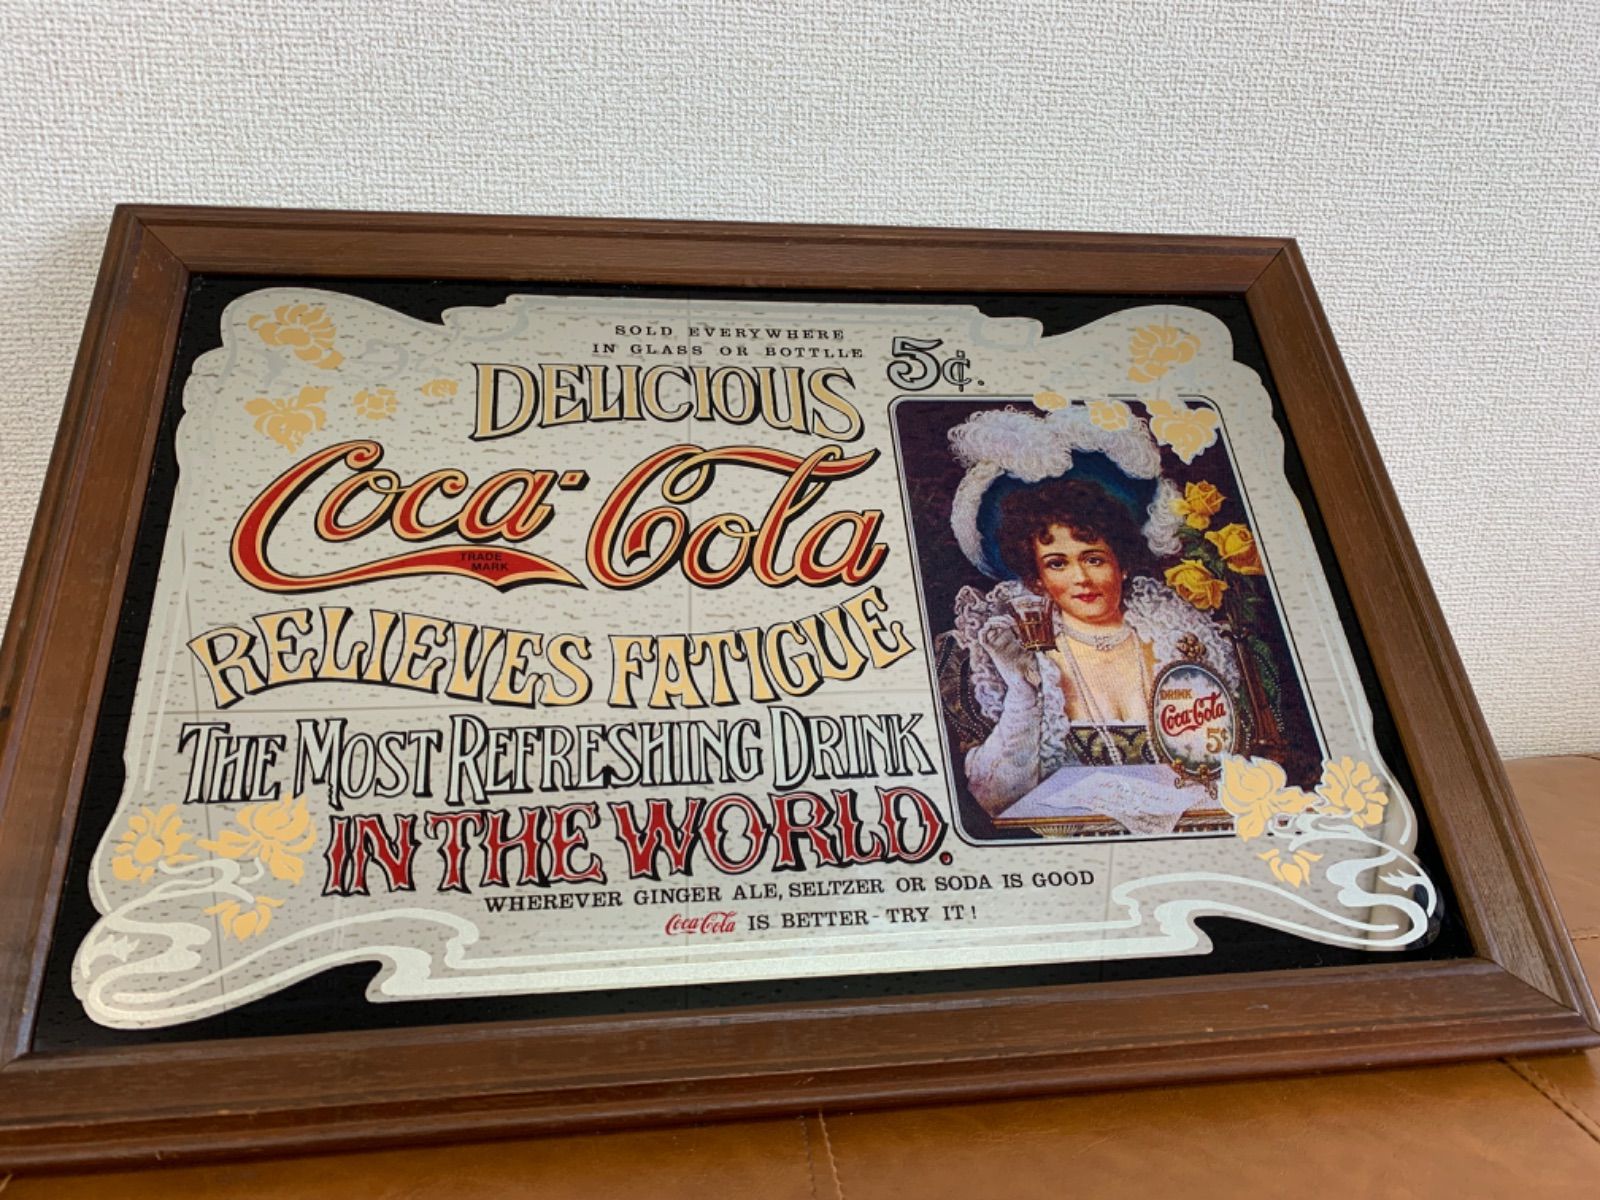 SOLD EVERYWHERE
IN GLASS OR BOTTLLE
5¢.
DELICIOUS
Coca-Cola
TRADE
MARK
RELIEVES FATIGUE
THE MOST REFRESHING DRINK
IN THE WORLD.
WHEREVER GINGER ALE, SELTZER OR SODA IS GOOD
Coca-Cola IS BETTER - TRY IT!
DRINK
Coca-Cola
5¢